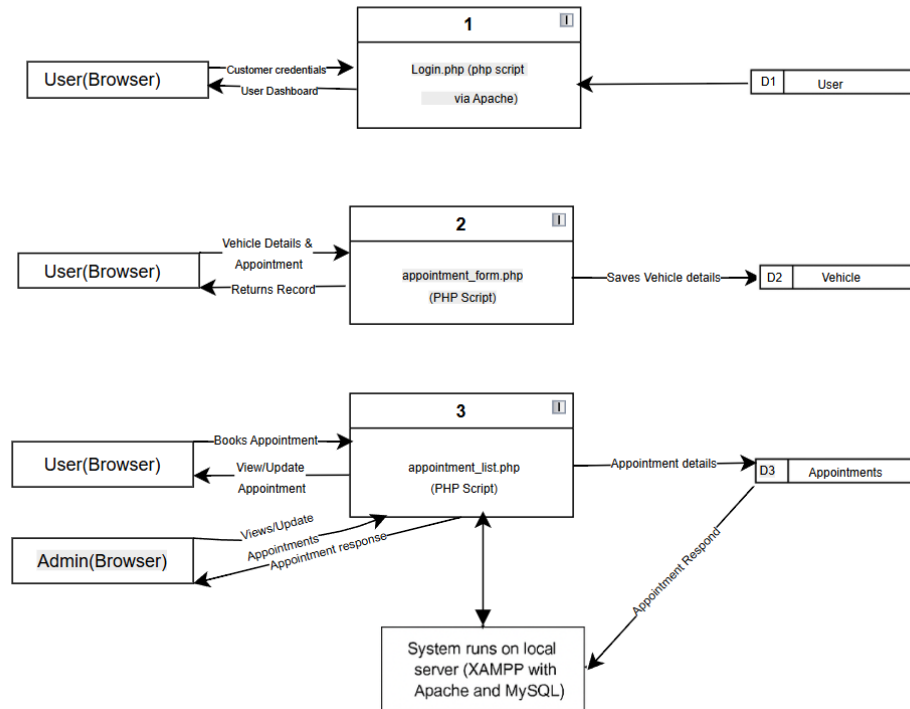 1
I
User(Browser)
Customer credentials
User Dashboard
Login.php (php script
via Apache)
D1
User
2
I
User(Browser)
Vehicle Details &
Appointment
Returns Record
appointment_form.php
(PHP Script)
Saves Vehicle details
D2
Vehicle
3
I
User(Browser)
Books Appointment
View/Update
Appointment
appointment_list.php
(PHP Script)
Appointment details
D3
Appointments
Admin(Browser)
Views/Update
Appointments
Appointment response
Appointment Respond
System runs on local
server (XAMPP with
Apache and MySQL)